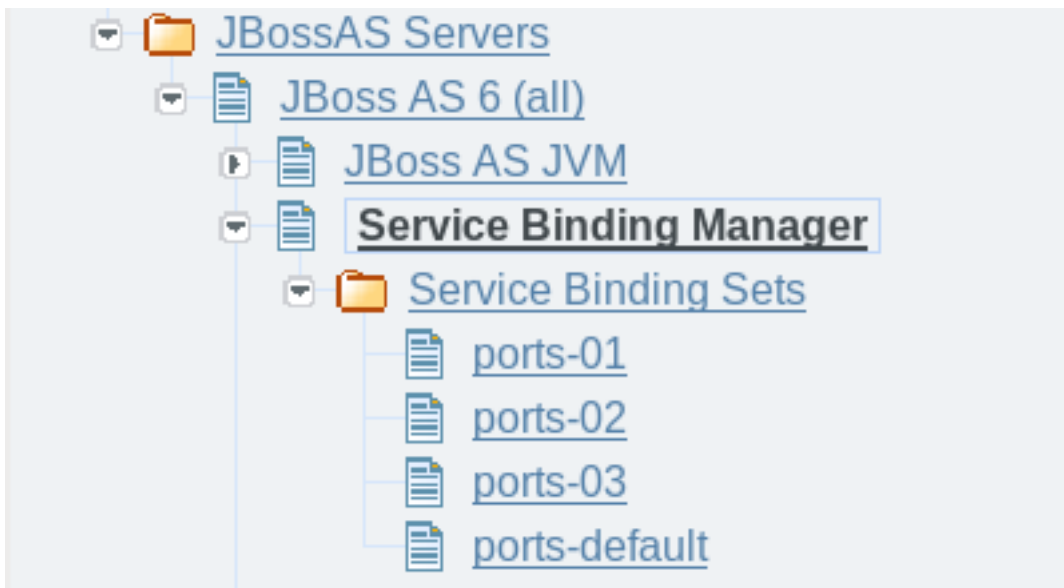 JBossAS Servers
JBoss AS 6 (all)
JBoss AS JVM
Service Binding Manager
Service Binding Sets
ports-01
ports-02
ports-03
ports-default